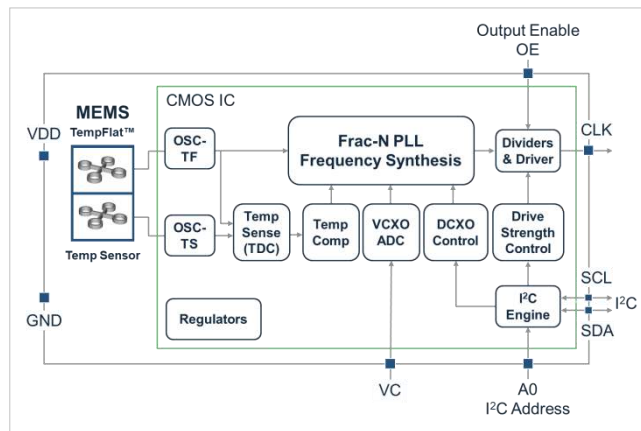 Output Enable
OE
CMOS IC
MEMS
TempFlat™
VDD
OSC-
TF
Frac-N PLL
Frequency Synthesis
Dividers
& Driver
CLK
Temp Sensor
OSC-
TS
Temp
Sense
(TDC)
Temp
Comp
VCXO
ADC
DCXO
Control
Drive
Strength
Control
GND
Regulators
I²C
Engine
SCL
I²C
SDA
VC
A0
I²C Address